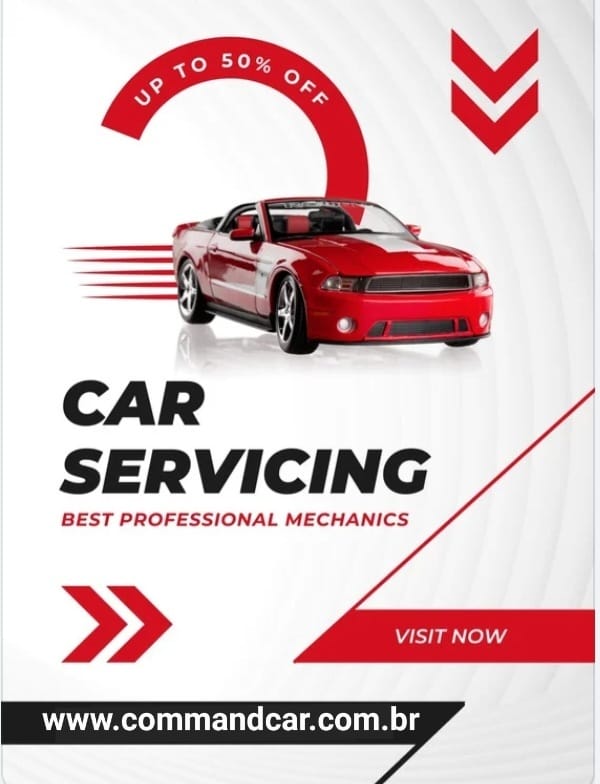 UP TO 50% OFF
CAR
SERVICING
BEST PROFESSIONAL MECHANICS
VISIT NOW
www.commandcar.com.br